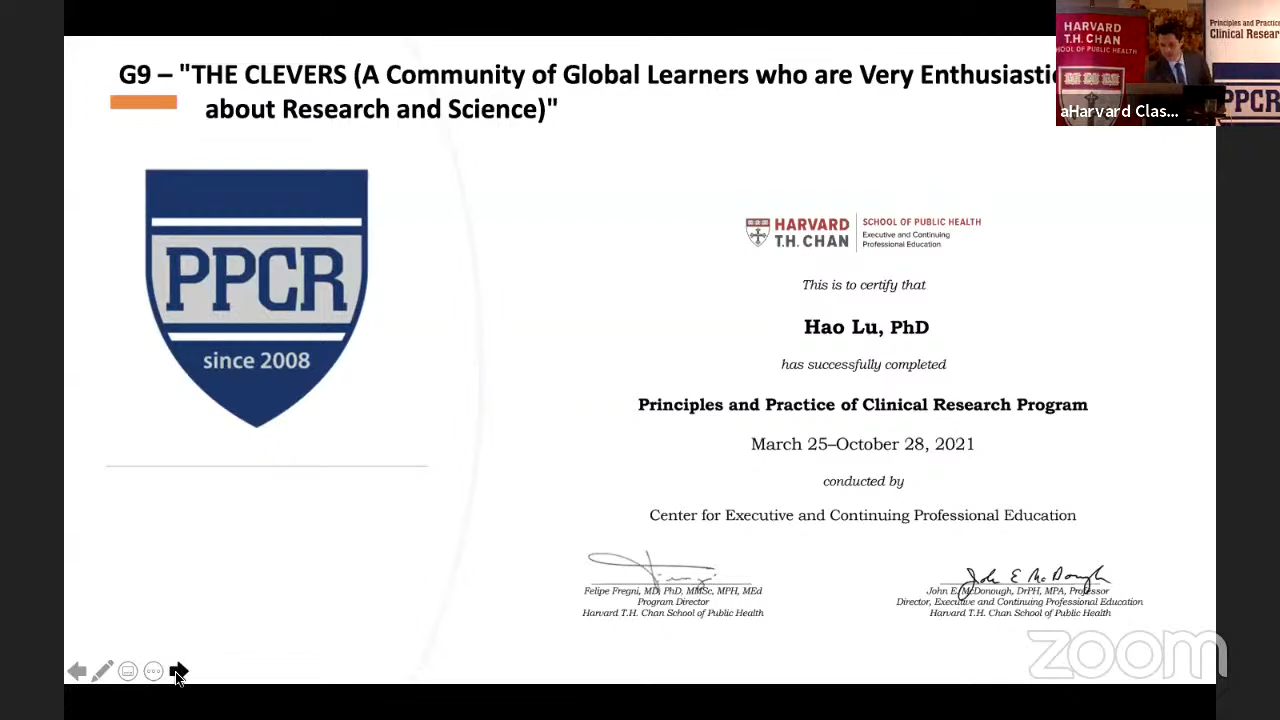 G9 – "THE CLEVERS (A Community of Global Learners who are Very Enthusiastic
about Research and Science)"
HARVARD
T.H. CHAN
SCHOOL OF PUBLIC HEALTH
Principles and Practice
Clinical Resear
PPCR
aHarvard Clas...
PPCR
since 2008
HARVARD
T.H. CHAN
SCHOOL OF PUBLIC HEALTH
Executive and Continuing
Professional Education
This is to certify that
Hao Lu, PhD
has successfully completed
Principles and Practice of Clinical Research Program
March 25–October 28, 2021
conducted by
Center for Executive and Continuing Professional Education
John E McDonough
Felipe Fregni, MD, PhD, MMSc, MPH, MEd
Program Director
Harvard T.H. Chan School of Public Health
John E. McDonough, DrPH, MPA, Professor
Director, Executive and Continuing Professional Education
Harvard T.H. Chan School of Public Health
zoom